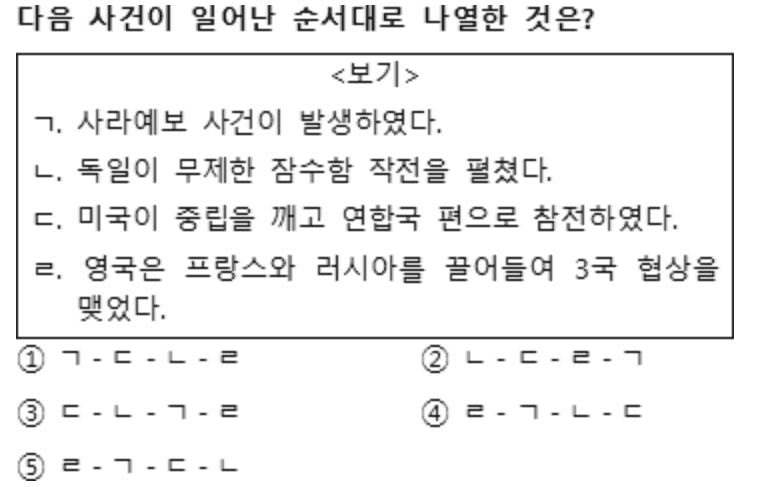 다음 사건이 일어난 순서대로 나열한 것은?
<보기>
ㄱ. 사라예보 사건이 발생하였다.
ㄴ. 독일이 무제한 잠수함 작전을 펼쳤다.
ㄷ. 미국이 중립을 깨고 연합국 편으로 참전하였다.
ㄹ. 영국은 프랑스와 러시아를 끌어들여 3국 협상을
맺었다.
① ㄱ - ㄷ - ㄴ - ㄹ ② ㄴ - ㄷ - ㄹ - ㄱ
③ ㄷ - ㄴ - ㄱ - ㄹ ④ ㄹ - ㄱ - ㄴ - ㄷ
⑤ ㄹ - ㄱ - ㄷ - ㄴ